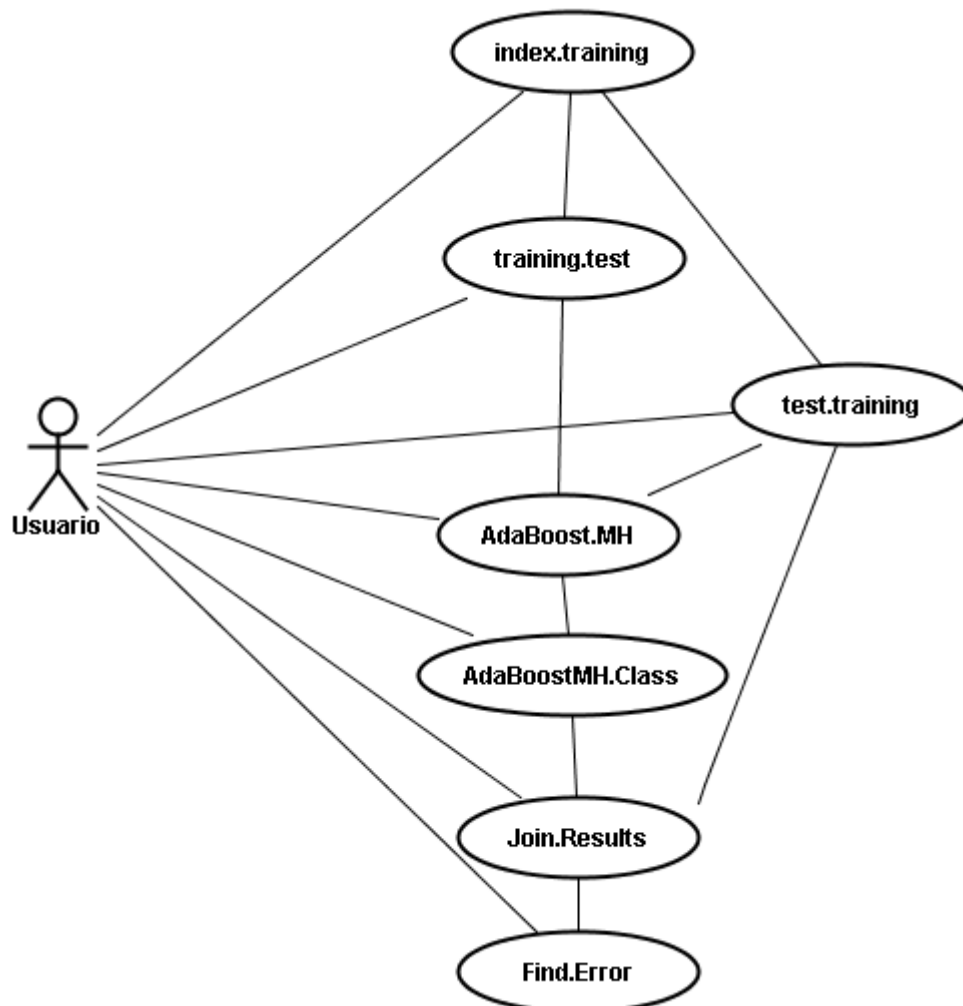 index.training
training.test
test.training
Usuario
AdaBoost.MH
AdaBoostMH.Class
Join.Results
Find.Error